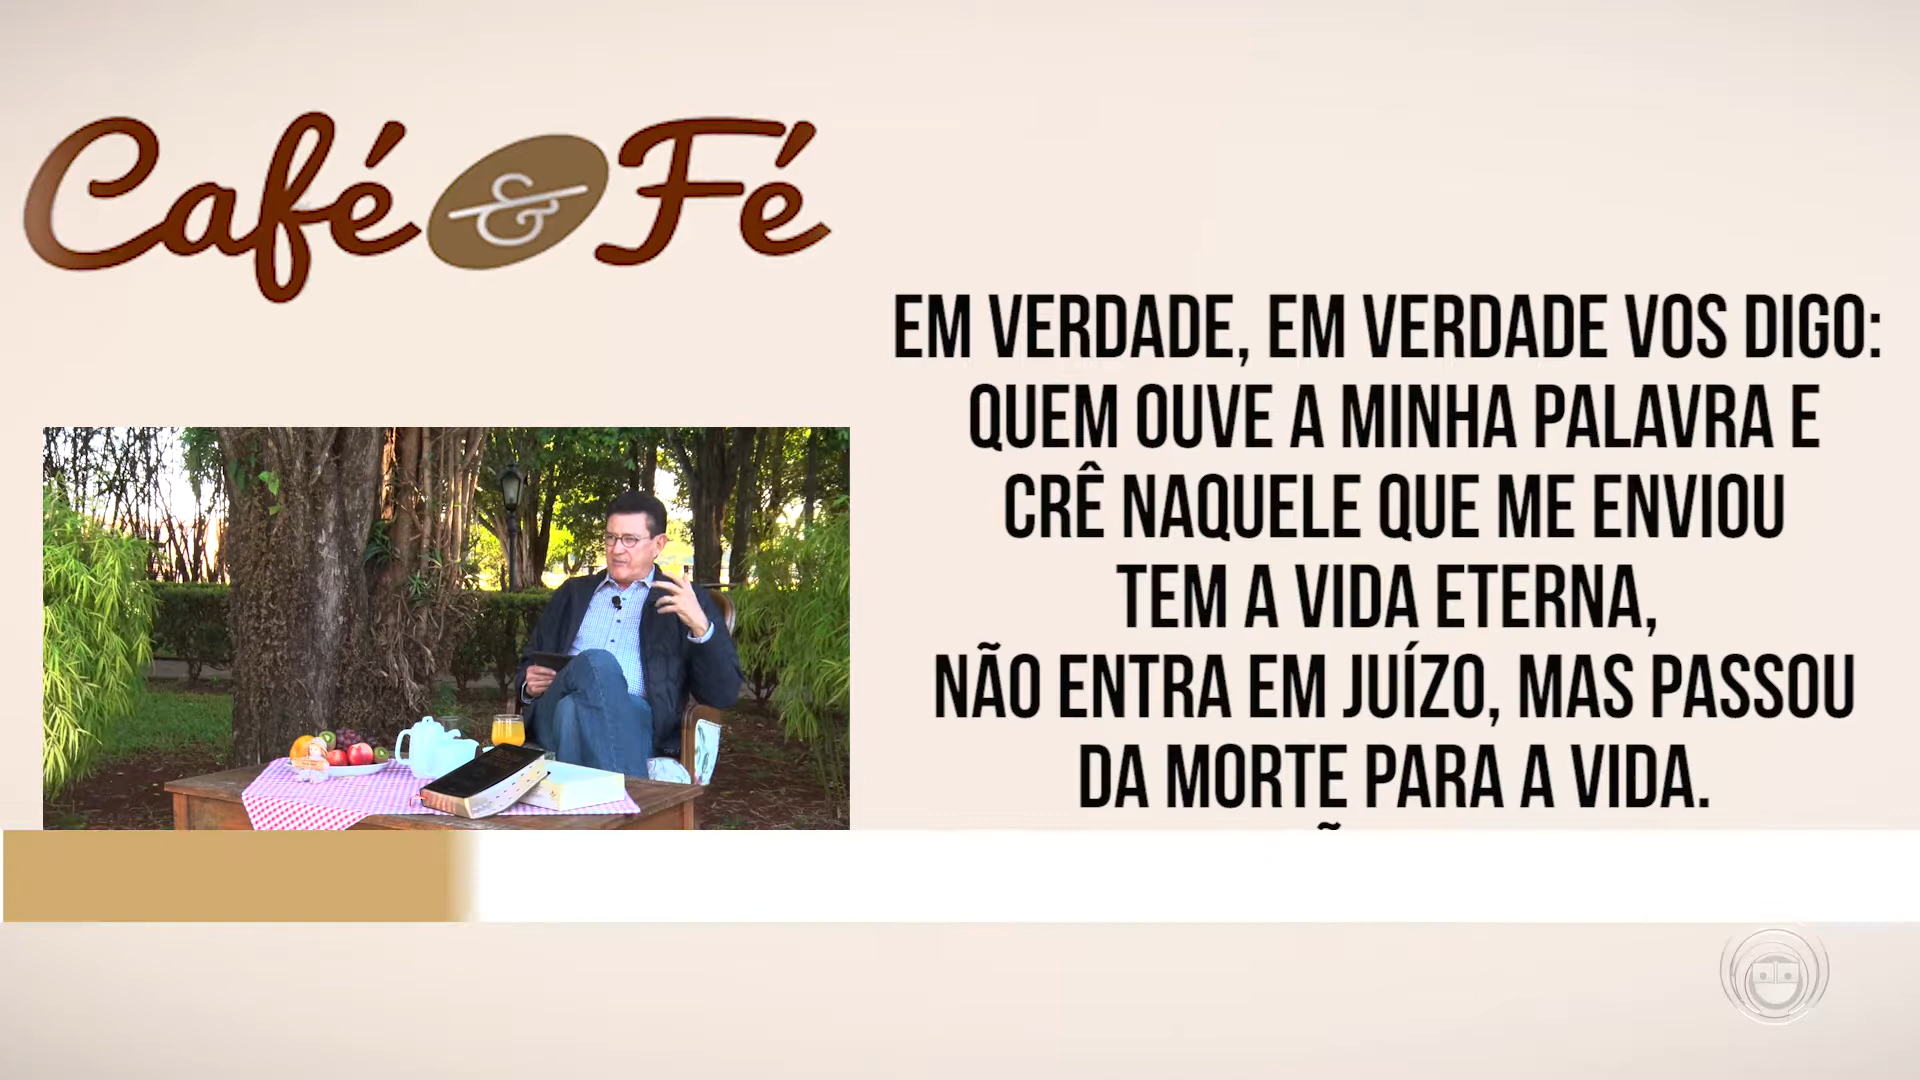 Café & Fé
EM VERDADE, EM VERDADE VOS DIGO:
QUEM OUVE A MINHA PALAVRA E
CRÊ NAQUELE QUE ME ENVIOU
TEM A VIDA ETERNA,
NÃO ENTRA EM JUÍZO, MAS PASSOU
DA MORTE PARA A VIDA.